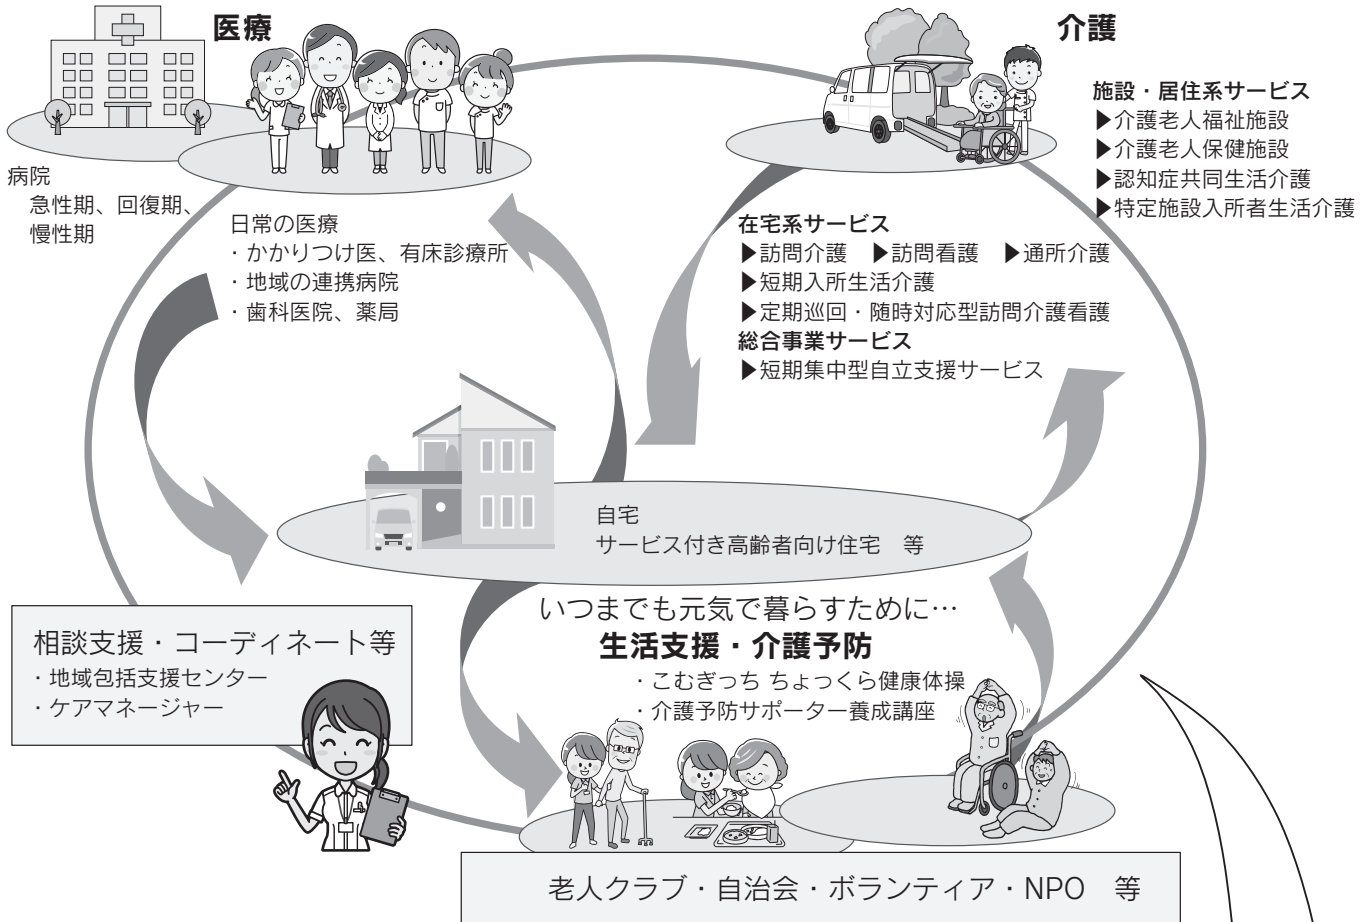 医療
病院
急性期、回復期、
慢性期
日常の医療
・かかりつけ医、有床診療所
・地域の連携病院
・歯科医院、薬局
介護
施設・居住系サービス
▶介護老人福祉施設
▶介護老人保健施設
▶認知症共同生活介護
▶特定施設入所者生活介護
在宅系サービス
▶訪問介護　▶訪問看護　▶通所介護
▶短期入所生活介護
▶定期巡回・随時対応型訪問介護看護
総合事業サービス
▶短期集中型自立支援サービス
自宅
サービス付き高齢者向け住宅　等
相談支援・コーディネート等
・地域包括支援センター
・ケアマネージャー
いつまでも元気で暮らすために…
生活支援・介護予防
・こむぎっち ちょっくら健康体操
・介護予防サポーター養成講座
老人クラブ・自治会・ボランティア・NPO　等